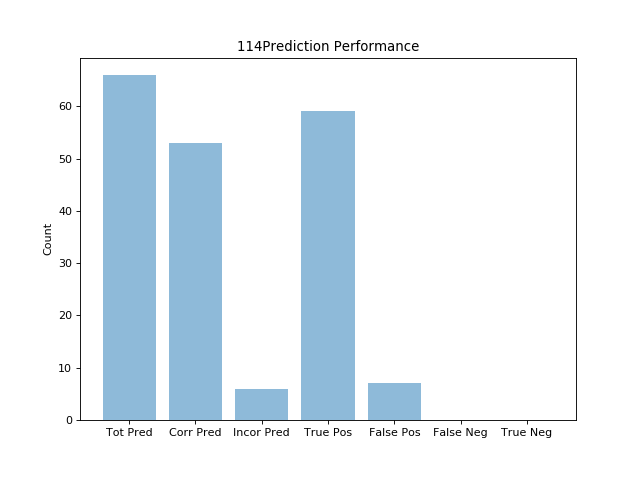 114Prediction Performance
Count
60
50
40
30
20
10
0
Tot Pred
Corr Pred
Incor Pred
True Pos
False Pos
False Neg
True Neg